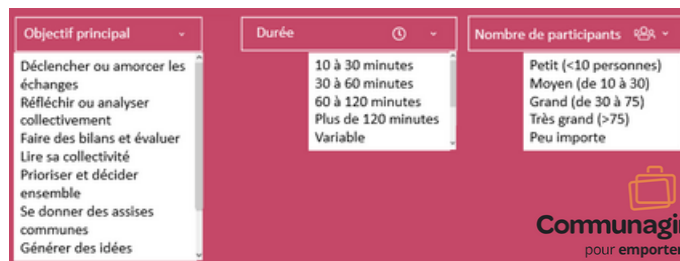 Objectif principal
Déclencher ou amorcer les
échanges
Réfléchir ou analyser
collectivement
Faire des bilans et évaluer
Lire sa collectivité
Prioriser et décider
ensemble
Se donner des assises
communes
Générer des idées
Durée
10 à 30 minutes
30 à 60 minutes
60 à 120 minutes
Plus de 120 minutes
Variable
Nombre de participants
Petit (<10 personnes)
Moyen (de 10 à 30)
Grand (de 30 à 75)
Très grand (>75)
Peu importe
Communagi
pour emporter